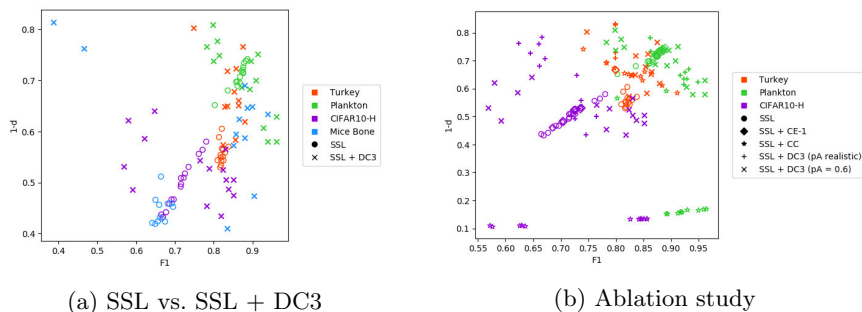 0.8
0.7
0.6
0.5
0.4
1-d
0.4
0.5
0.6
0.7
0.8
0.9
F1
Turkey
Plankton
CIFAR10-H
Mice Bone
SSL
SSL + DC3
(a) SSL vs. SSL + DC3
0.8
0.7
0.6
0.5
0.4
0.3
0.2
0.1
1-d
0.55
0.60
0.65
0.70
0.75
0.80
0.85
0.90
0.95
F1
Turkey
Plankton
CIFAR10-H
SSL
SSL + CE-1
SSL + CC
SSL + DC3 (pA realistic)
SSL + DC3 (pA = 0.6)
(b) Ablation study